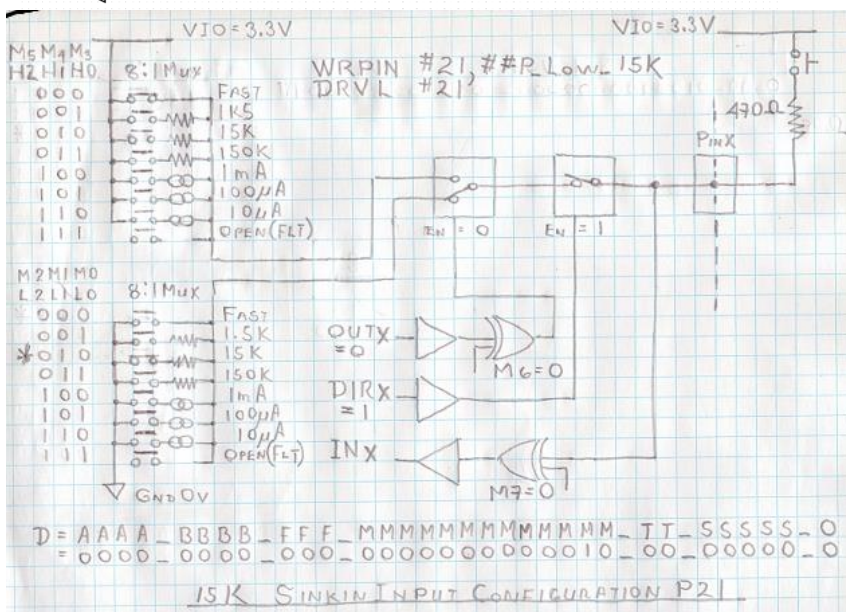 VIO=3.3V
VIO=3.3V
WRPIN #21,##P_Low_15K
DRVL #21
M5 M4 M3
H2 H1 H0 8:1Mux
000 FAST
001 1K5
010 15K
011 150K
100 1mA
101 100µA
110 10µA
111 OPEN(FLT)
470Ω
PINX
EN=0
EN=1
M2 M1 M0
L2 L1 L0 8:1Mux
000 FAST
001 1.5K
*010 15K
011 150K
100 1mA
101 100µA
110 10µA
111 OPEN(FLT)
OUTX
=0
M6=0
DIRX
=1
INX
M7=0
GND 0V
D=AAAA_BBBB_FFF_MMMMMMMMMMMMM_TT_SSSSS_0
=0000_0000_000_0000000000010_00_00000_0
15K SINKIN INPUT CONFIGURATION P21